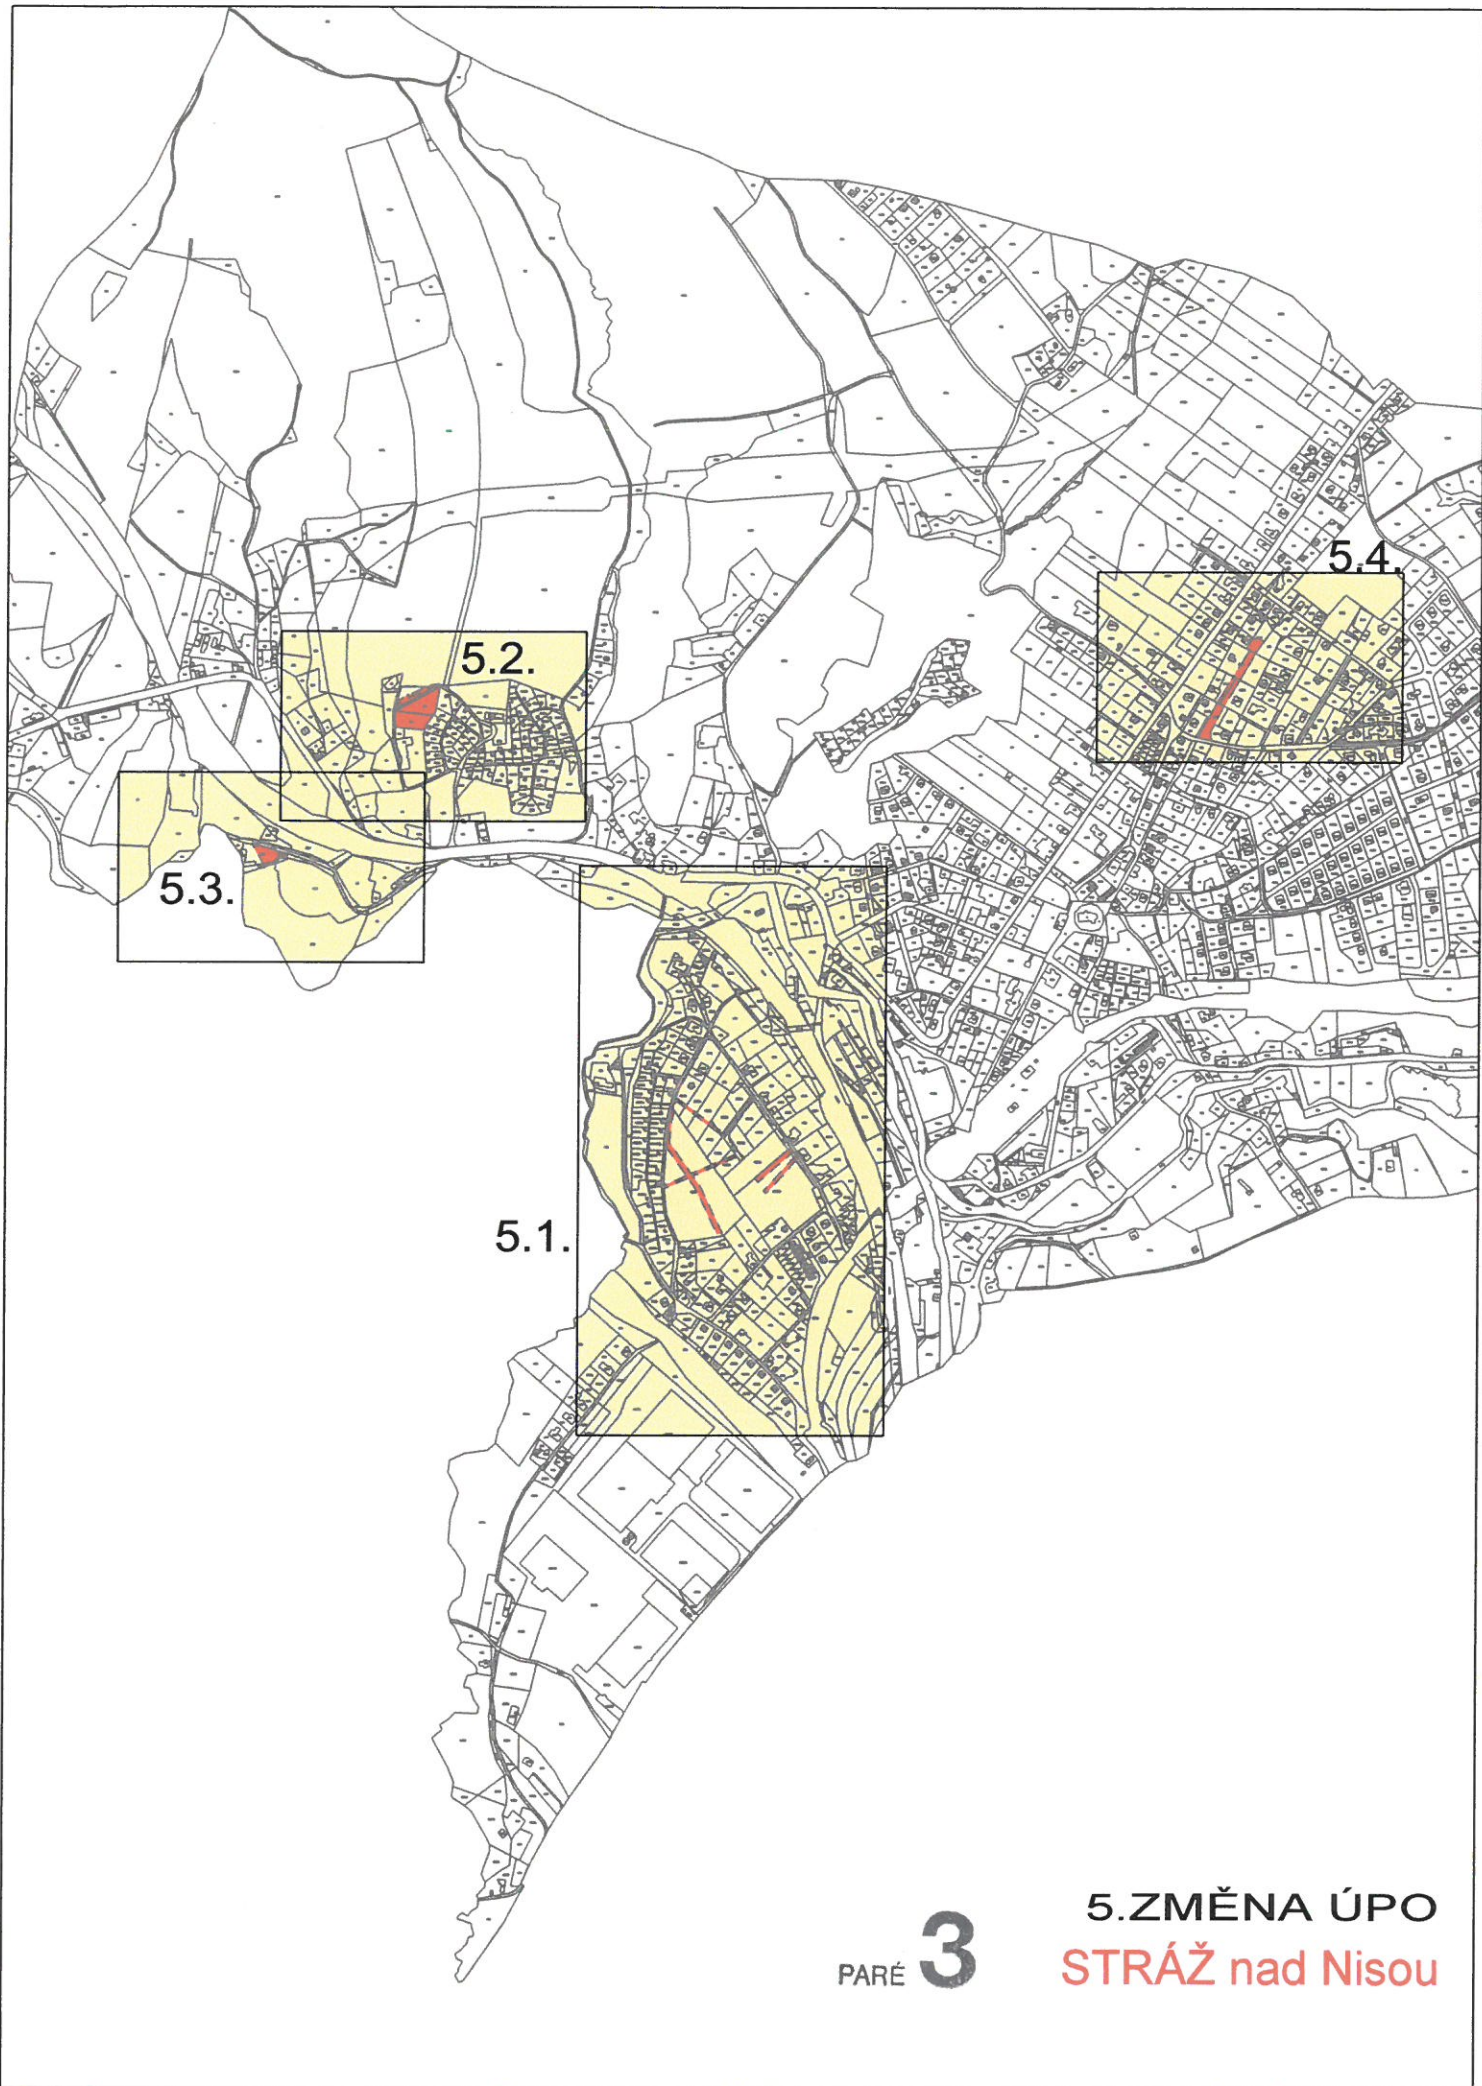 5.4.
5.2.
5.3.
5.1.
5.ZMĚNA ÚPO
PARÉ 3
STRÁŽ nad Nisou